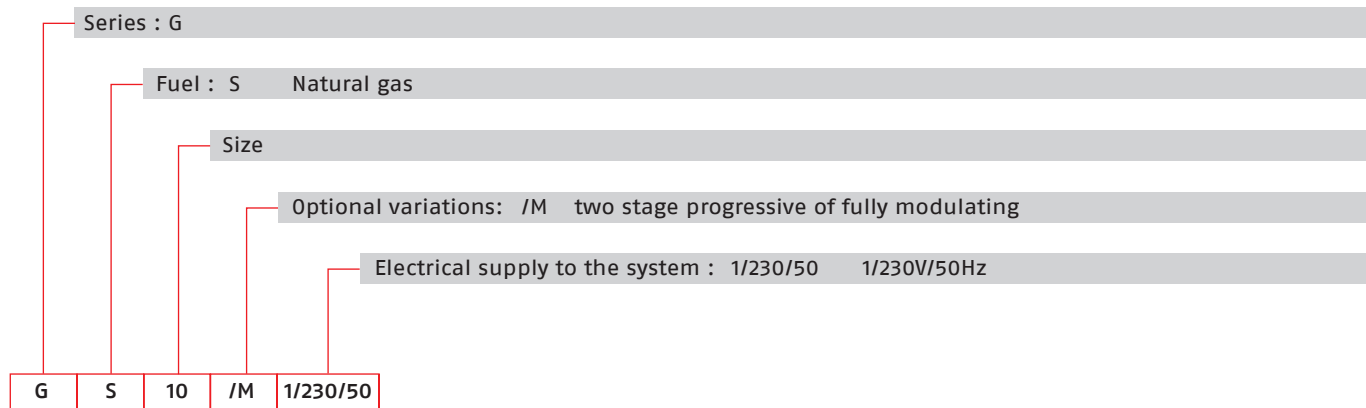 Series : G
Fuel : S Natural gas
Size
Optional variations: /M two stage progressive of fully modulating
Electrical supply to the system : 1/230/50 1/230V/50Hz
G S 10 /M 1/230/50